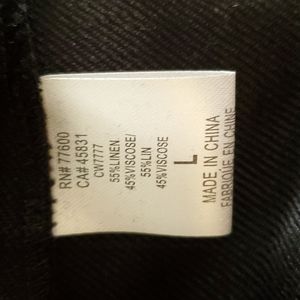 RN# 77600
CA# 45831
CW7777
55%LINEN
45%VISCOSE/
55%LIN
45%VISCOSE
L
MADE IN CHINA
FABRIQUÉ EN CHINE